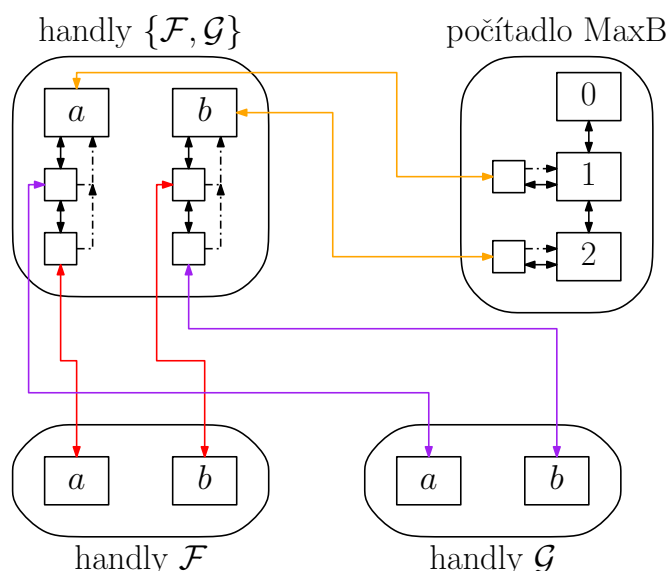 handly {ℱ, 𝒢} počítadlo MaxB
a b 0
1
2
a b a b
handly ℱ handly 𝒢